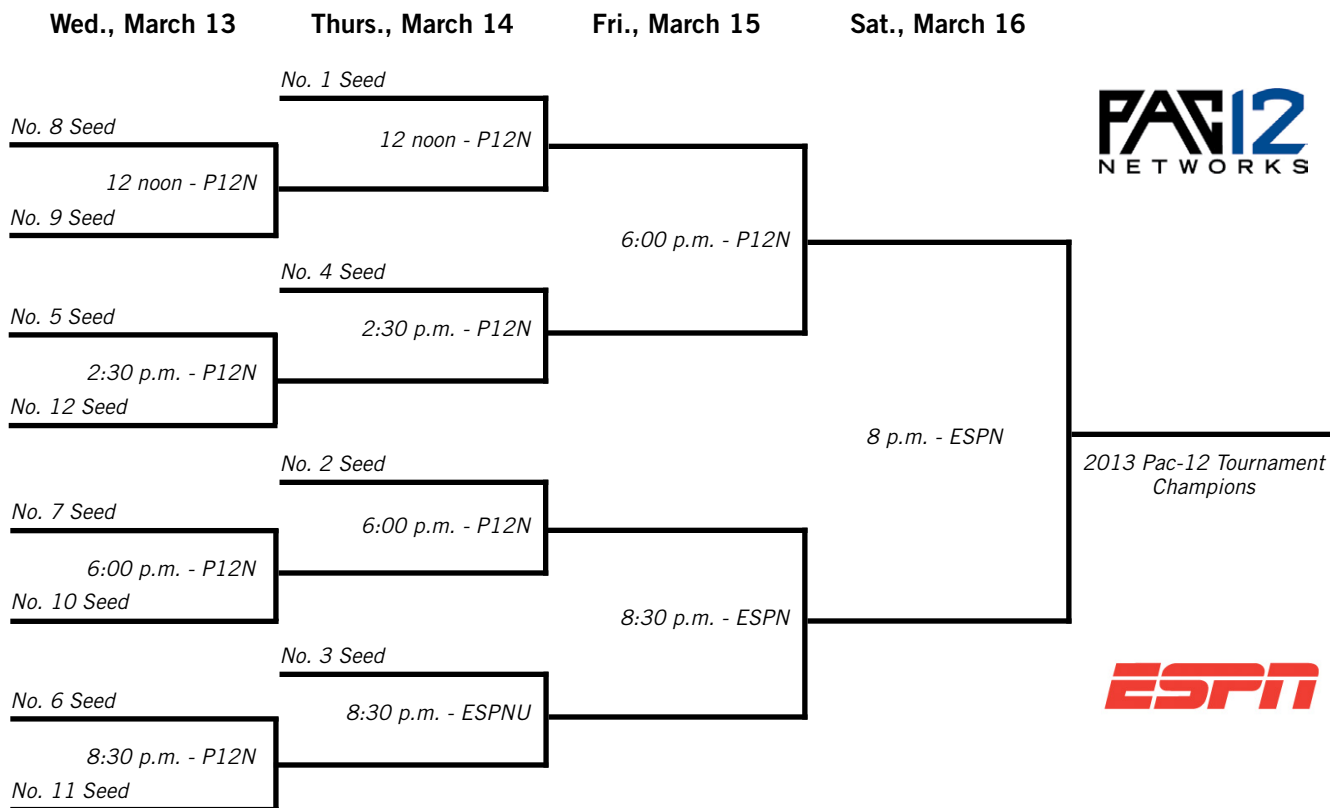 Wed., March 13
Thurs., March 14
Fri., March 15
Sat., March 16
No. 1 Seed
No. 8 Seed
12 noon - P12N
12 noon - P12N
No. 9 Seed
PAC12
NETWORKS
6:00 p.m. - P12N
No. 4 Seed
No. 5 Seed
2:30 p.m. - P12N
2:30 p.m. - P12N
No. 12 Seed
8 p.m. - ESPN
2013 Pac-12 Tournament
Champions
No. 2 Seed
No. 7 Seed
6:00 p.m. - P12N
6:00 p.m. - P12N
No. 10 Seed
8:30 p.m. - ESPN
No. 3 Seed
No. 6 Seed
8:30 p.m. - ESPNU
8:30 p.m. - P12N
No. 11 Seed
ESPN